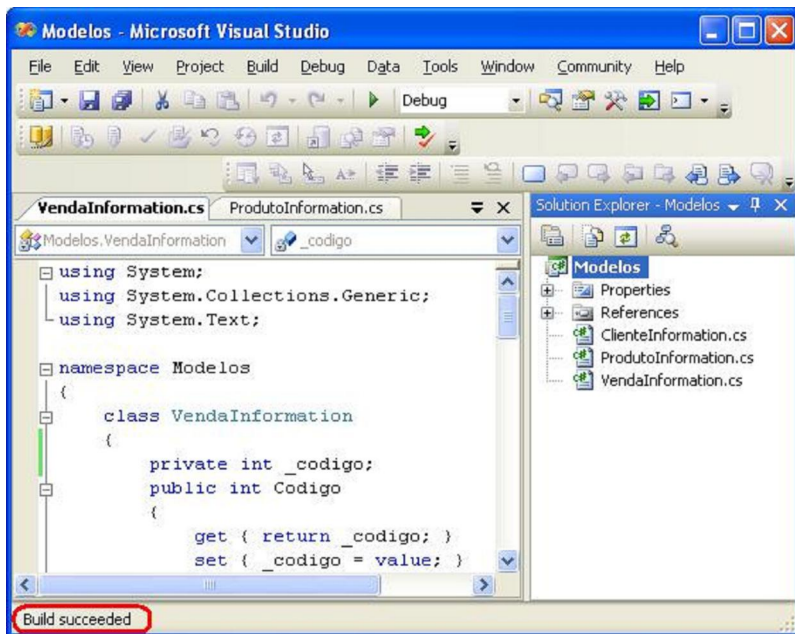 Modelos - Microsoft Visual Studio
File Edit View Project Build Debug Data Tools Window Community Help
Debug
VendaInformation.cs ProdutoInformation.cs
Modelos.VendaInformation _codigo
using System;
using System.Collections.Generic;
using System.Text;
namespace Modelos
{
class VendaInformation
{
private int _codigo;
public int Codigo
{
get { return _codigo; }
set { _codigo = value; }
Solution Explorer - Modelos
Modelos
Properties
References
ClienteInformation.cs
ProdutoInformation.cs
VendaInformation.cs
Build succeeded